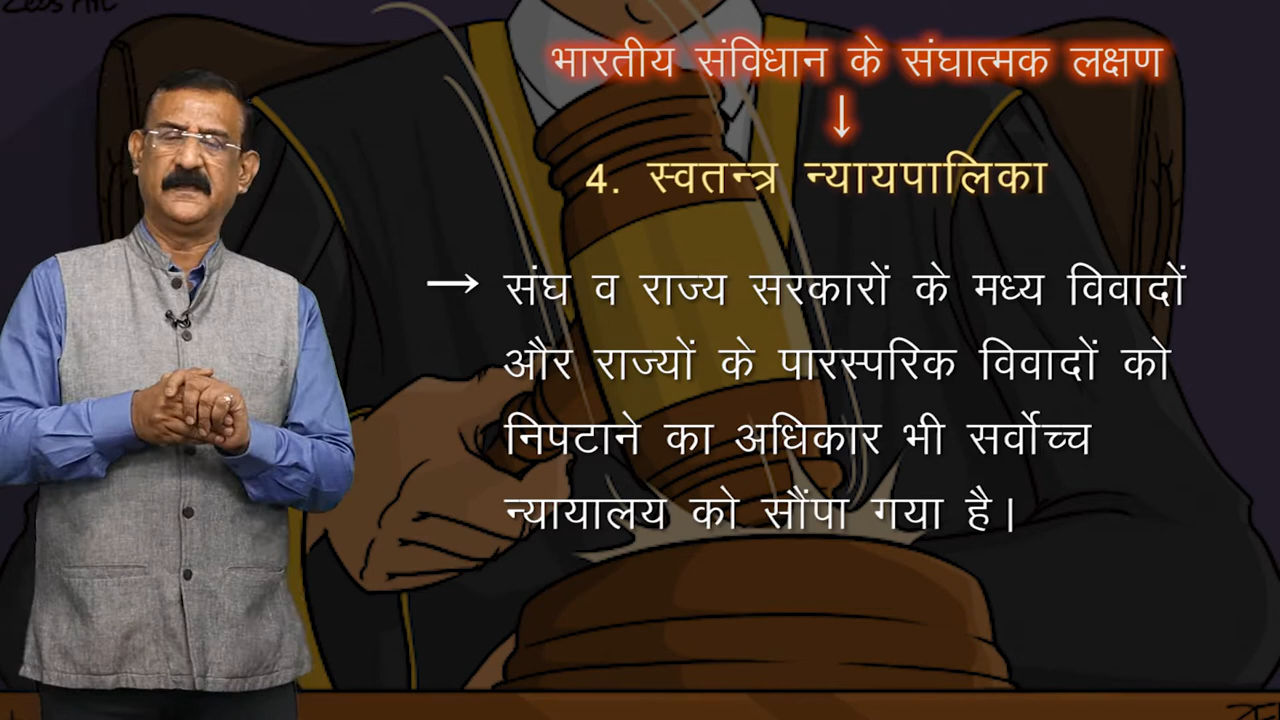 भारतीय संविधान के संघात्मक लक्षण
↓
4. स्वतन्त्र न्यायपालिका
→ संघ व राज्य सरकारों के मध्य विवादों
और राज्यों के पारस्परिक विवादों को
निपटाने का अधिकार भी सर्वोच्च
न्यायालय को सौंपा गया है।